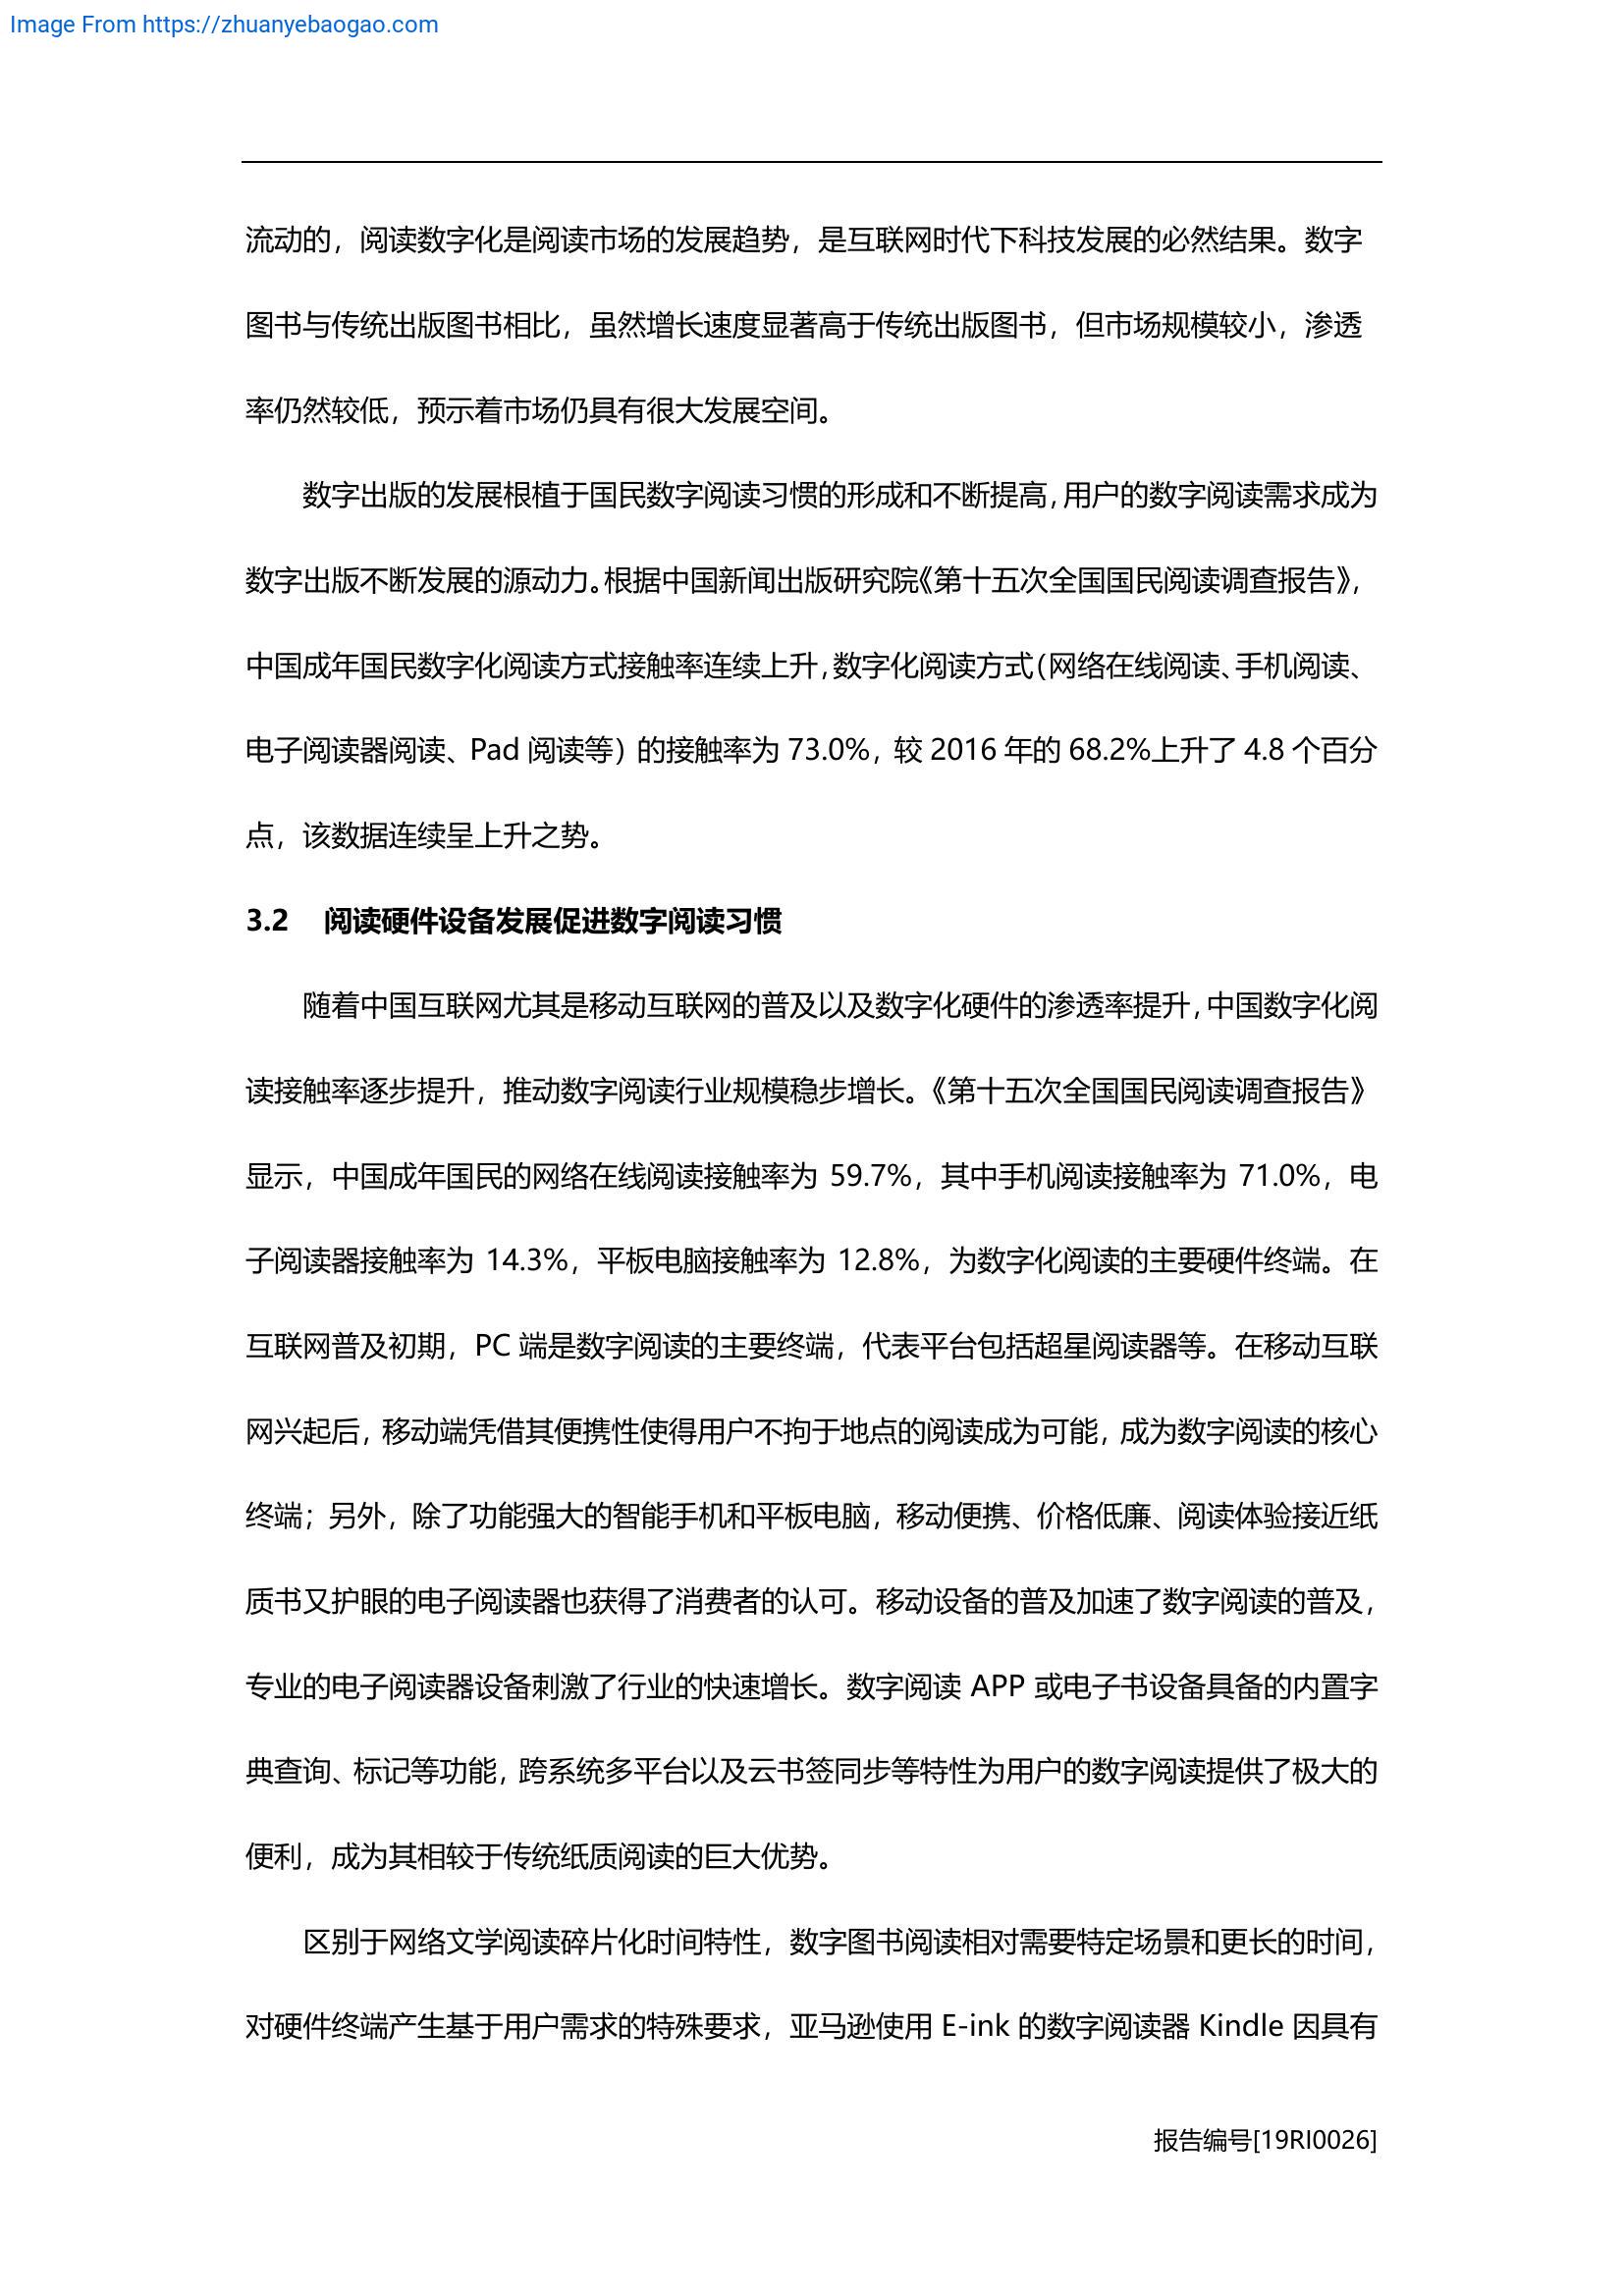 Image From https://zhuanyebaogao.com
流动的，阅读数字化是阅读市场的发展趋势，是互联网时代下科技发展的必然结果。数字
图书与传统出版图书相比，虽然增长速度显著高于传统出版图书，但市场规模较小，渗透
率仍然较低，预示着市场仍具有很大发展空间。
数字出版的发展根植于国民数字阅读习惯的形成和不断提高，用户的数字阅读需求成为
数字出版不断发展的源动力。根据中国新闻出版研究院《第十五次全国国民阅读调查报告》，
中国成年国民数字化阅读方式接触率连续上升，数字化阅读方式（网络在线阅读、手机阅读、
电子阅读器阅读、Pad 阅读等）的接触率为 73.0%，较 2016 年的 68.2%上升了 4.8 个百分
点，该数据连续呈上升之势。
3.2 阅读硬件设备发展促进数字阅读习惯
随着中国互联网尤其是移动互联网的普及以及数字化硬件的渗透率提升，中国数字化阅
读接触率逐步提升，推动数字阅读行业规模稳步增长。《第十五次全国国民阅读调查报告》
显示，中国成年国民的网络在线阅读接触率为 59.7%，其中手机阅读接触率为 71.0%，电
子阅读器接触率为 14.3%，平板电脑接触率为 12.8%，为数字化阅读的主要硬件终端。在
互联网普及初期，PC 端是数字阅读的主要终端，代表平台包括超星阅读器等。在移动互联
网兴起后，移动端凭借其便携性使得用户不拘于地点的阅读成为可能，成为数字阅读的核心
终端；另外，除了功能强大的智能手机和平板电脑，移动便携、价格低廉、阅读体验接近纸
质书又护眼的电子阅读器也获得了消费者的认可。移动设备的普及加速了数字阅读的普及，
专业的电子阅读器设备刺激了行业的快速增长。数字阅读 APP 或电子书设备具备的内置字
典查询、标记等功能，跨系统多平台以及云书签同步等特性为用户的数字阅读提供了极大的
便利，成为其相较于传统纸质阅读的巨大优势。
区别于网络文学阅读碎片化时间特性，数字图书阅读相对需要特定场景和更长的时间，
对硬件终端产生基于用户需求的特殊要求，亚马逊使用 E-ink 的数字阅读器 Kindle 因具有
报告编号[19RI0026]